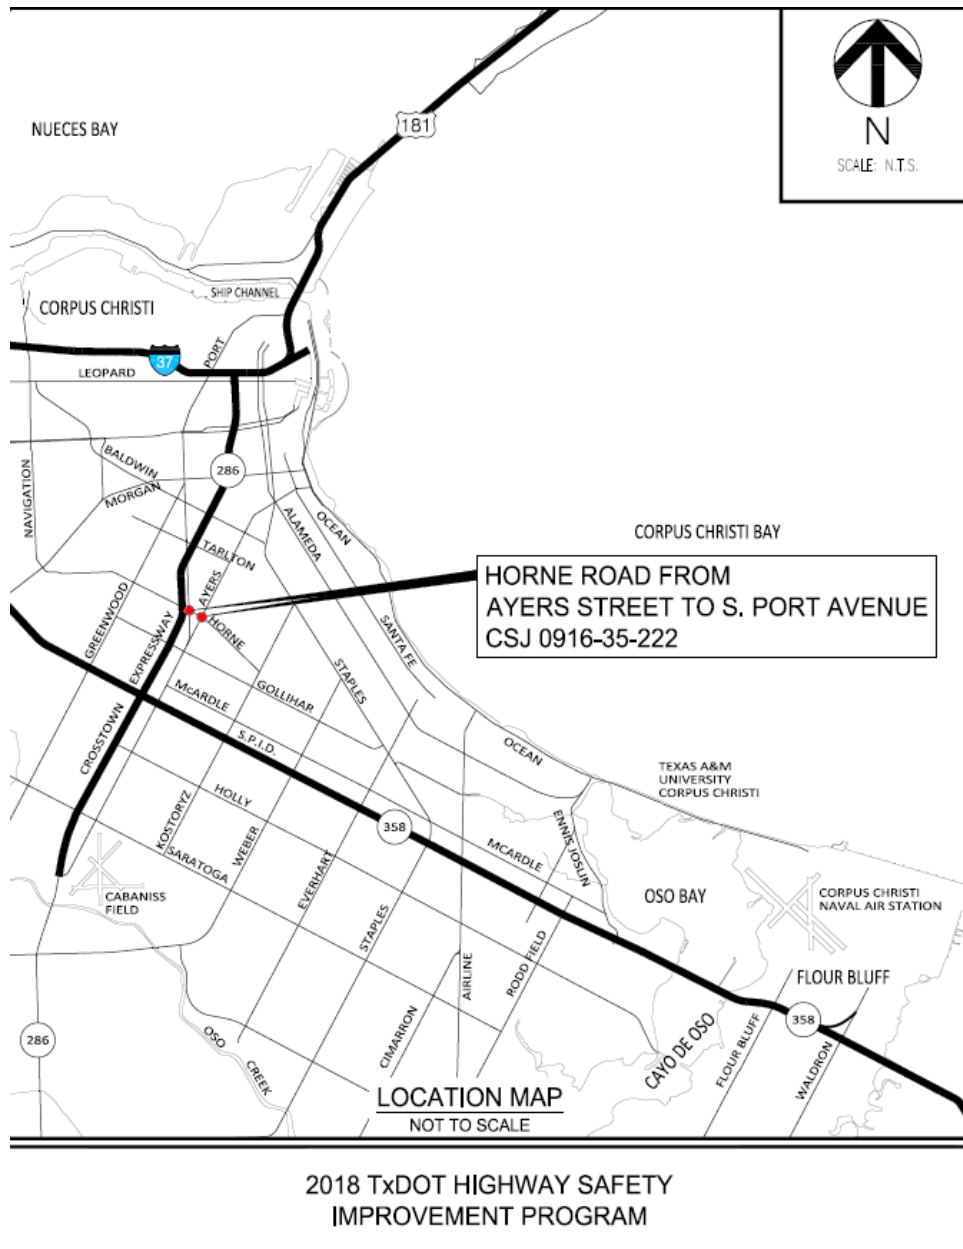 N
SCALE: N.T.S.
NUECES BAY
181
SHIP CHANNEL
CORPUS CHRISTI
PORT
37
LEOPARD
BALDWIN
MORGAN
NAVIGATION
286
OCEAN
ALAMEDA
TARLTON
AYERS
CORPUS CHRISTI BAY
HORNE ROAD FROM
AYERS STREET TO S. PORT AVENUE
CSJ 0916-35-222
GREENWOOD
EXPRESSWAY
HORNE
SANTA FE
STAPLES
GOLLIHAR
McARDLE
S.P.I.D.
CROSSTOWN
OCEAN
TEXAS A&M
UNIVERSITY
CORPUS CHRISTI
HOLLY
KOSTORYZ
WEBER
358
ENNIS JOSLIN
MCARDLE
SARATOGA
EVERHART
STAPLES
CABANISS
FIELD
OSO BAY
CORPUS CHRISTI
NAVAL AIR STATION
RODD FIELD
AIRLINE
FLOUR BLUFF
358
286
OSO
CREEK
CIMARRON
CAYO DE OSO
FLOUR BLUFF
WALDRON
LOCATION MAP
NOT TO SCALE
2018 TxDOT HIGHWAY SAFETY
IMPROVEMENT PROGRAM